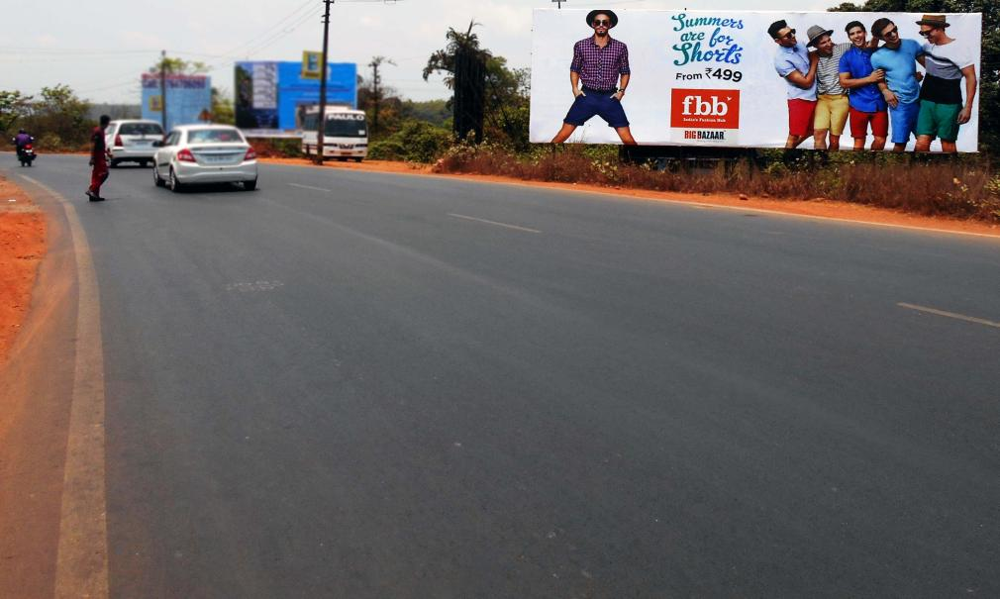 Summers
are for
Shorts
From ₹499
fbb
India's Fashion Hub
BIG BAZAAR
PAULO